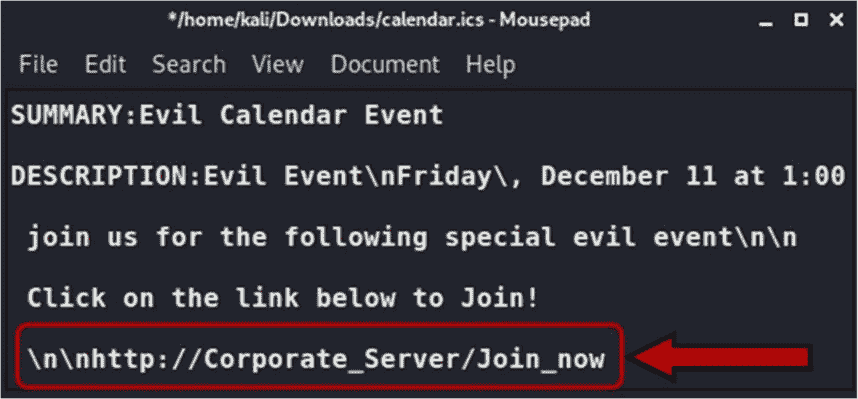 */home/kali/Downloads/calendar.ics - Mousepad
File Edit Search View Document Help
SUMMARY:Evil Calendar Event
DESCRIPTION:Evil Event\nFriday\, December 11 at 1:00
join us for the following special evil event\n\n
Click on the link below to Join!
\n\nhttp://Corporate_Server/Join_now